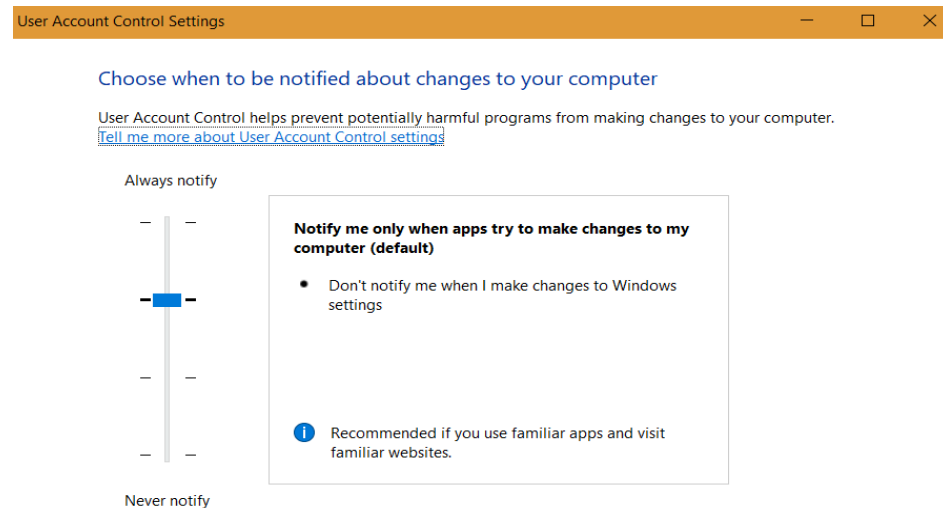 User Account Control Settings
Choose when to be notified about changes to your computer
User Account Control helps prevent potentially harmful programs from making changes to your computer.
Tell me more about User Account Control settings
Always notify
Notify me only when apps try to make changes to my
computer (default)
Don't notify me when I make changes to Windows
settings
Recommended if you use familiar apps and visit
familiar websites.
Never notify